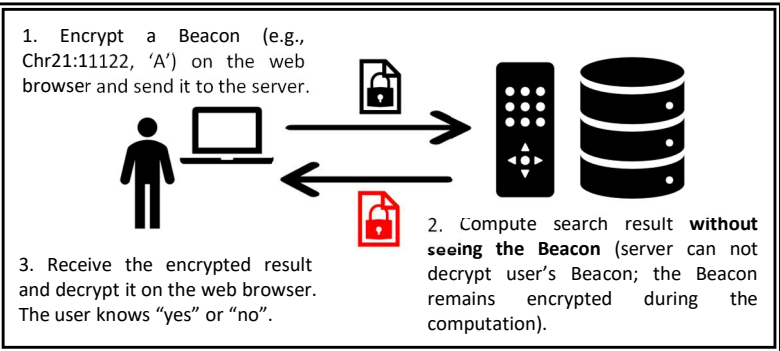 1. Encrypt a Beacon (e.g.,
Chr21:11122, ‘A’) on the web
browser and send it to the server.
2. Compute search result without
seeing the Beacon (server can not
decrypt user’s Beacon; the Beacon
remains encrypted during the
computation).
3. Receive the encrypted result
and decrypt it on the web browser.
The user knows “yes” or “no”.